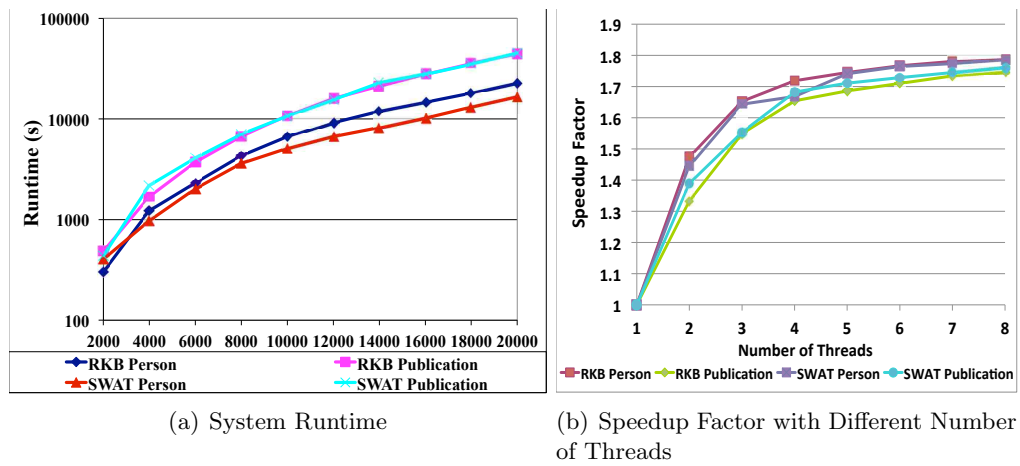 100000
10000
1000
100
Runtime (s)
2000 4000 6000 8000 10000 12000 14000 16000 18000 20000
RKB Person RKB Publication
SWAT Person SWAT Publication
(a) System Runtime
1.9
1.8
1.7
1.6
1.5
1.4
1.3
1.2
1.1
1
Speedup Factor
1 2 3 4 5 6 7 8
Number of Threads
RKB Person RKB Publication SWAT Person SWAT Publication
(b) Speedup Factor with Different Number
of Threads